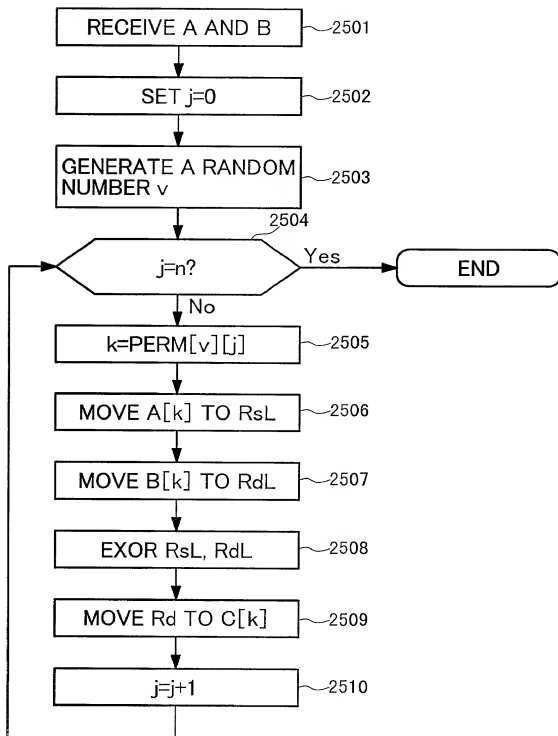 RECEIVE A AND B
2501
SET j=0
2502
GENERATE A RANDOM
NUMBER v
2503
2504
j=n?
Yes
END
No
k=PERM[v][j]
2505
MOVE A[k] TO RsL
2506
MOVE B[k] TO RdL
2507
EXOR RsL, RdL
2508
MOVE Rd TO C[k]
2509
j=j+1
2510